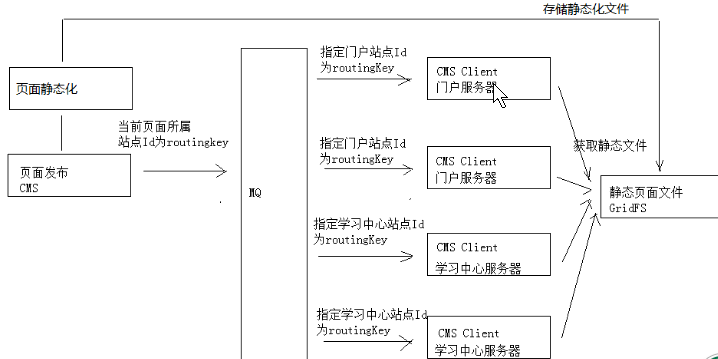 存储静态化文件
页面静态化
当前页面所属
站点Id为routingkey
页面发布
CMS
MQ
指定门户站点Id
为routingKey
CMS Client
门户服务器
指定门户站点Id
为routingKey
CMS Client
门户服务器
指定学习中心站点Id
为routingKey
CMS Client
学习中心服务器
指定学习中心站点Id
为routingKey
CMS Client
学习中心服务器
获取静态文件
静态页面文件
GridFS